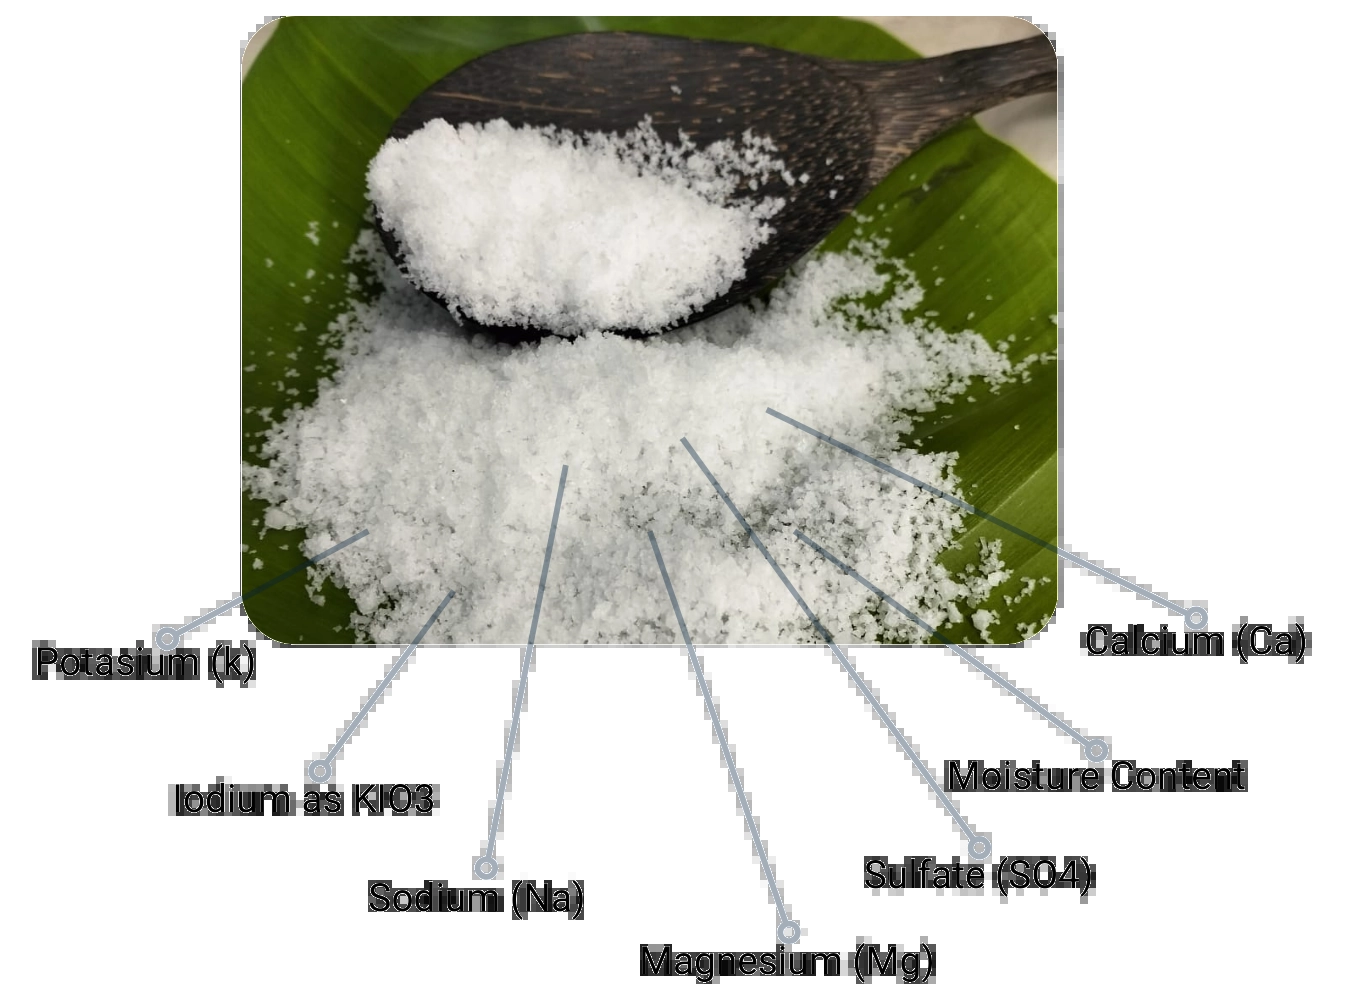 Calcium (Ca)
Potasium (k)
Moisture Content
Iodium as KIO3
Sulfate (SO4)
Sodium (Na)
Magnesium (Mg)